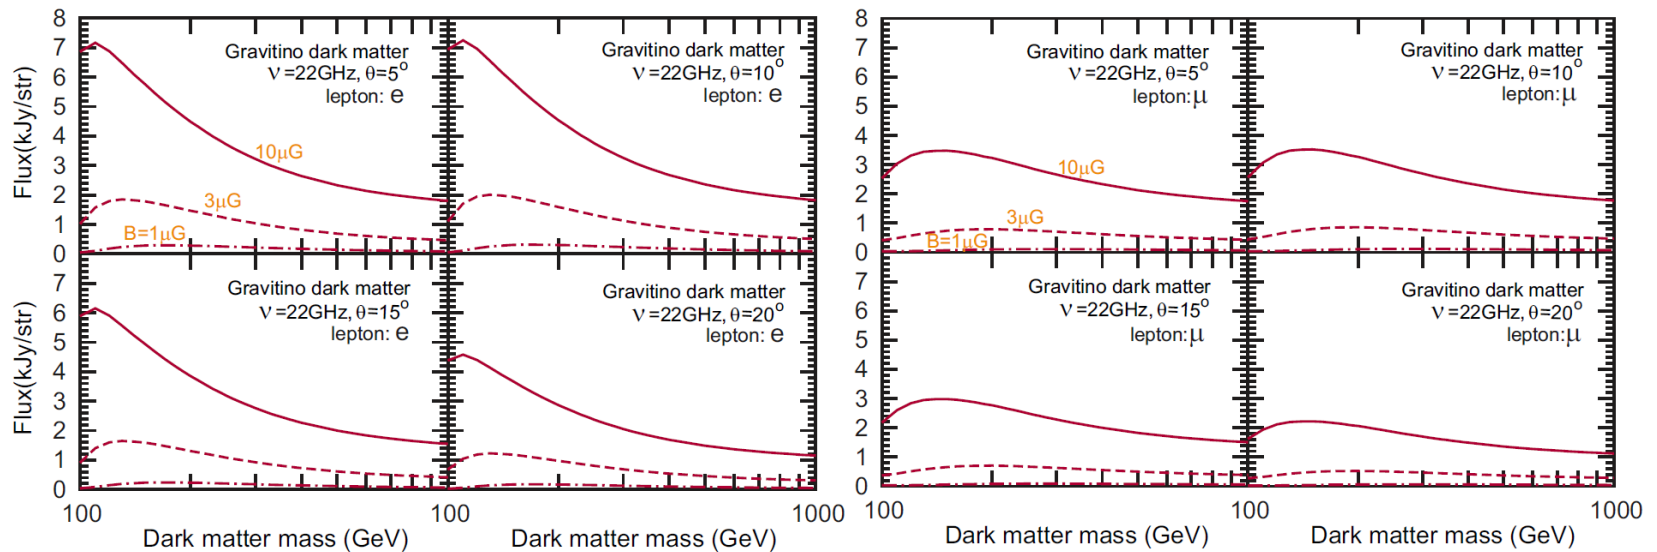 8
7
6
5
4
3
2
1
0
Flux(kJy/str)
Gravitino dark matter
ν=22GHz, θ=5°
lepton: e
10μG
3μG
B=1μG
Gravitino dark matter
ν=22GHz, θ=10°
lepton: e
7
6
5
4
3
2
1
0
Flux(kJy/str)
Gravitino dark matter
ν=22GHz, θ=15°
lepton: e
Gravitino dark matter
ν=22GHz, θ=20°
lepton: e
100
100
1000
Dark matter mass (GeV)
Dark matter mass (GeV)
8
7
6
5
4
3
2
1
0
Gravitino dark matter
ν=22GHz, θ=5°
lepton:μ
10μG
3μG
B=1μG
Gravitino dark matter
ν=22GHz, θ=10°
lepton:μ
7
6
5
4
3
2
1
0
Gravitino dark matter
ν=22GHz, θ=15°
lepton:μ
Gravitino dark matter
ν=22GHz, θ=20°
lepton:μ
100
100
1000
Dark matter mass (GeV)
Dark matter mass (GeV)